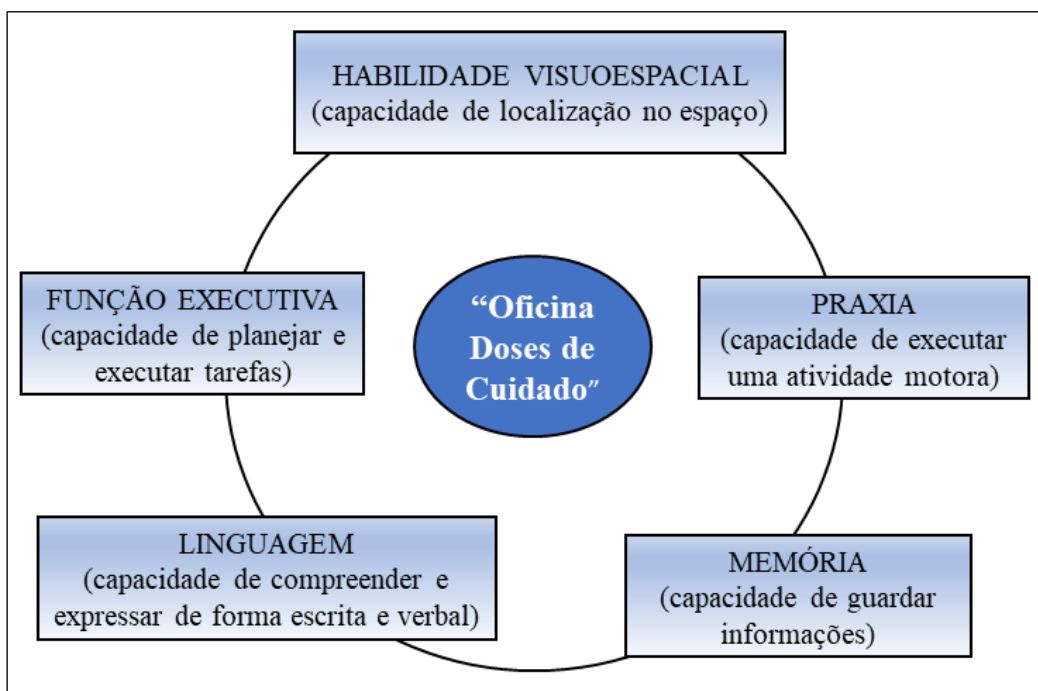 HABILIDADE VISUOESPACIAL
(capacidade de localização no espaço)
FUNÇÃO EXECUTIVA
(capacidade de planejar e
executar tarefas)
“Oficina
Doses de
Cuidado”
PRAXIA
(capacidade de executar
uma atividade motora)
LINGUAGEM
(capacidade de compreender e
expressar de forma escrita e verbal)
MEMÓRIA
(capacidade de guardar
informações)